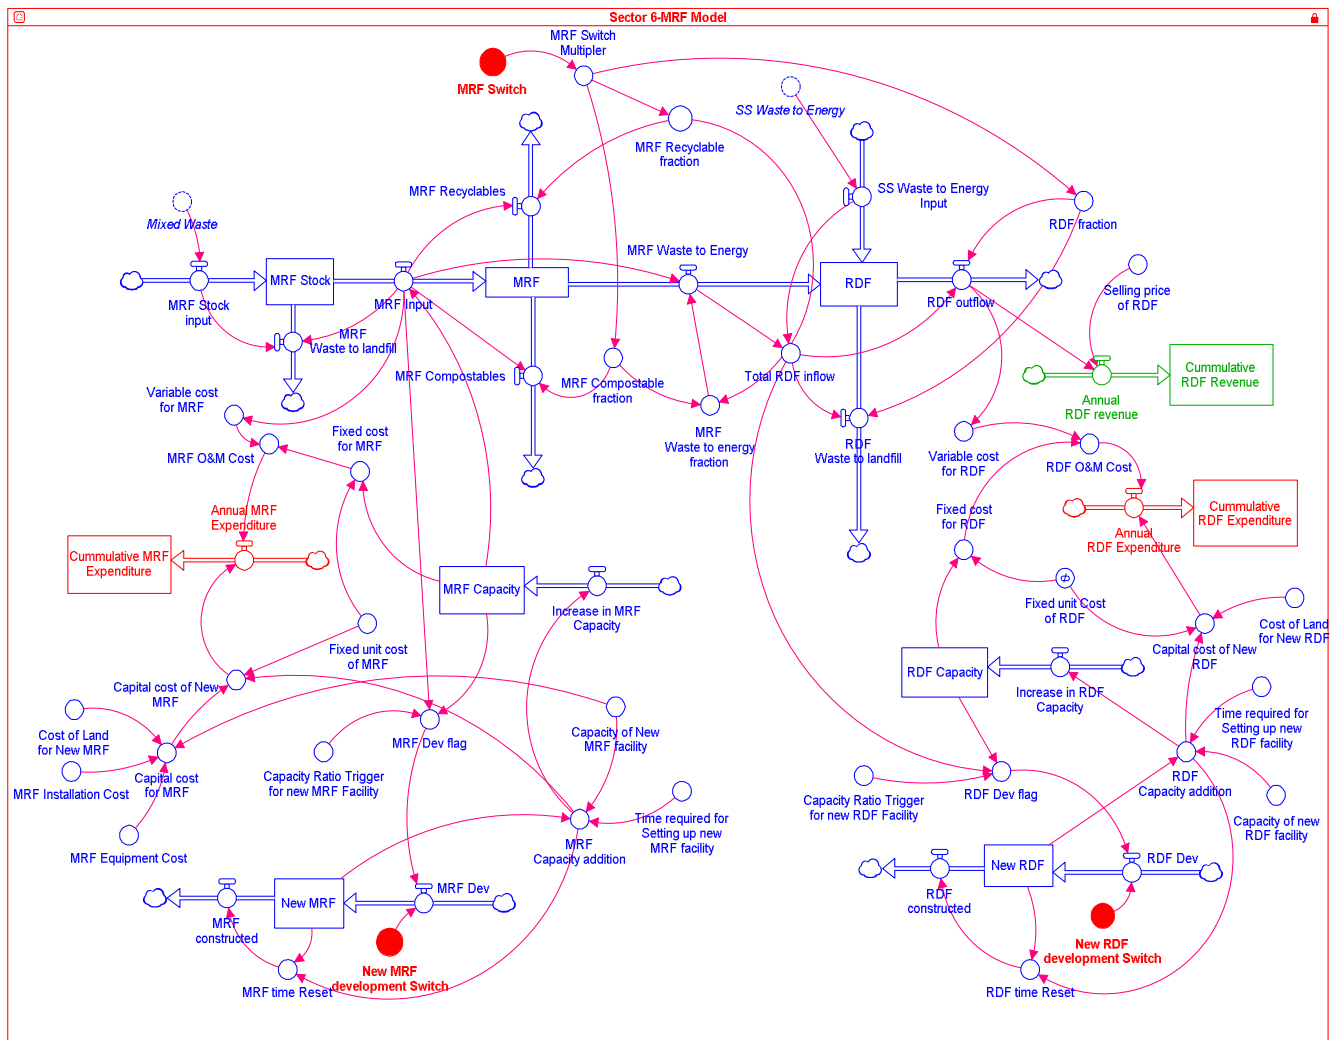 Sector 6-MRF Model
MRF Switch
Multipler
MRF Switch
SS Waste to Energy
MRF Recyclable
fraction
MRF Recyclables
SS Waste to Energy
Input
Mixed Waste
RDF fraction
MRF Waste to Energy
MRF Stock
MRF
RDF
MRF Stock
input
MRF Input
RDF outflow
Selling price
of RDF
MRF
Waste to landfill
MRF Compostables
MRF Compostable
fraction
Total RDF inflow
Cummulative
RDF Revenue
Annual
RDF revenue
Variable cost
for MRF
Fixed cost
for MRF
MRF O&M Cost
MRF
Waste to energy
fraction
RDF
Waste to landfill
Variable cost
for RDF
RDF O&M Cost
Annual MRF
Expenditure
Fixed cost
for RDF
Cummulative
RDF Expenditure
Annual
RDF Expenditure
Cummulative MRF
Expenditure
MRF Capacity
Increase in MRF
Capacity
Fixed unit Cost
of RDF
Cost of Land
for New RDF
Fixed unit cost
of MRF
Capital cost of New
RDF
RDF Capacity
Increase in RDF
Capacity
Capital cost of New
MRF
Cost of Land
for New MRF
MRF Dev flag
Capacity of New
MRF facility
Time required for
Setting up new
RDF facility
MRF Installation Cost
Capital cost
for MRF
Capacity Ratio Trigger
for new MRF Facility
RDF
Capacity addition
Capacity Ratio Trigger
for new RDF Facility
RDF Dev flag
Time required for
Setting up new
MRF facility
Capacity of new
RDF facility
MRF Equipment Cost
MRF
Capacity addition
New RDF
RDF Dev
New MRF
MRF Dev
RDF
constructed
MRF
constructed
New RDF
development Switch
New MRF
development Switch
MRF time Reset
RDF time Reset